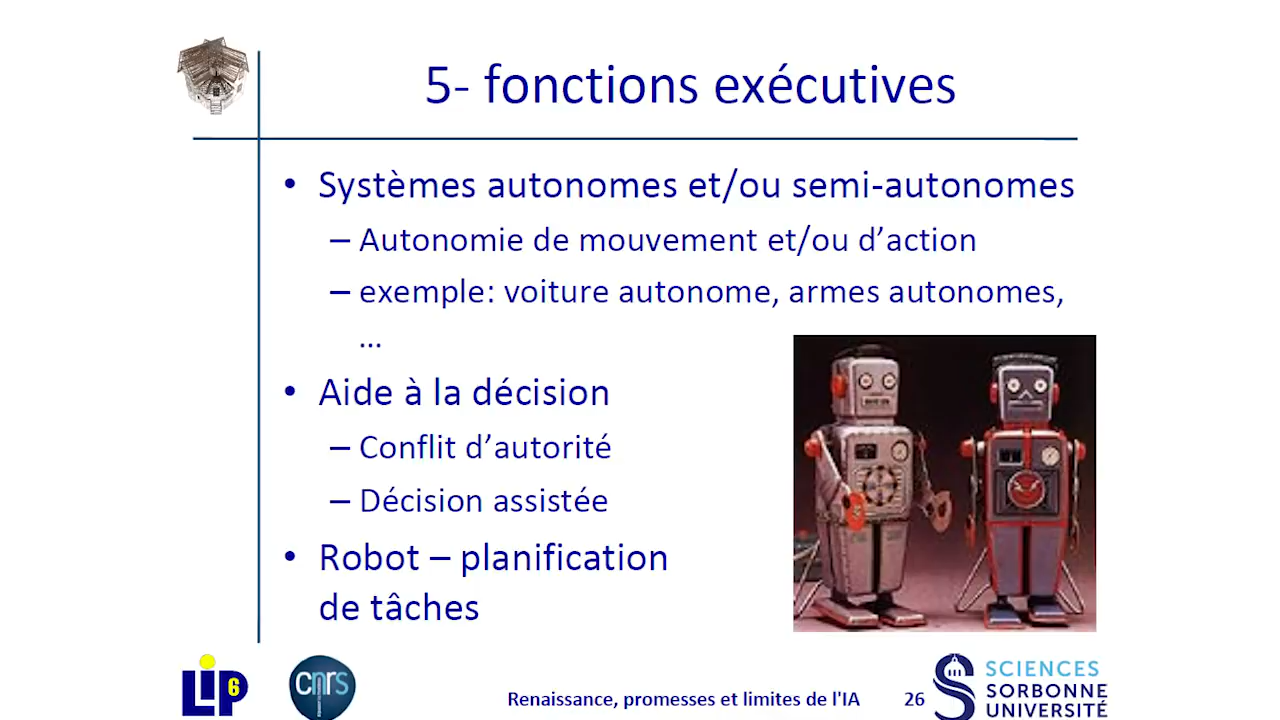 5- fonctions exécutives
• Systèmes autonomes et/ou semi-autonomes
– Autonomie de mouvement et/ou d’action
– exemple: voiture autonome, armes autonomes,
...
• Aide à la décision
– Conflit d’autorité
– Décision assistée
• Robot – planification
de tâches
LIP6
cnrs
Renaissance, promesses et limites de l'IA 26
SCIENCES
SORBONNE
UNIVERSITÉ